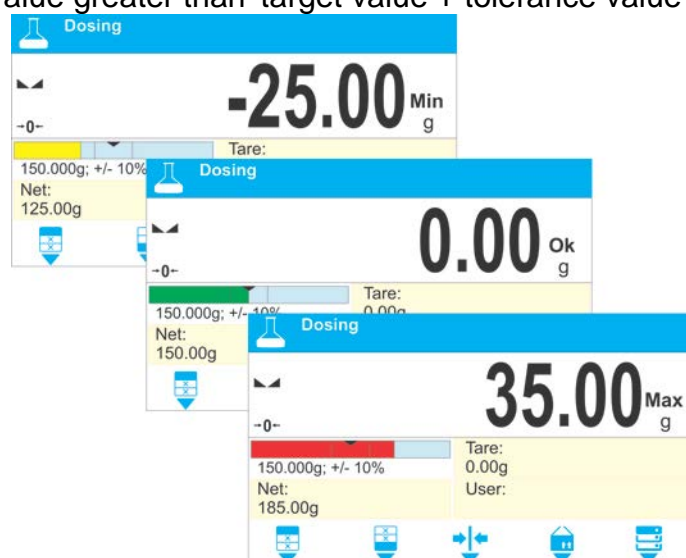 alue greater than target value + tolerance value
Dosing
-25.00 Min
g
→0←
Tare:
150.000g; +/- 10%
Net:
125.00g
Dosing
0.00 Ok
g
→0←
Tare:
0.00g
150.000g; +/- 10%
Net:
150.00g
Dosing
35.00 Max
g
→0←
150.000g; +/- 10%
Tare:
0.00g
Net:
185.00g
User: